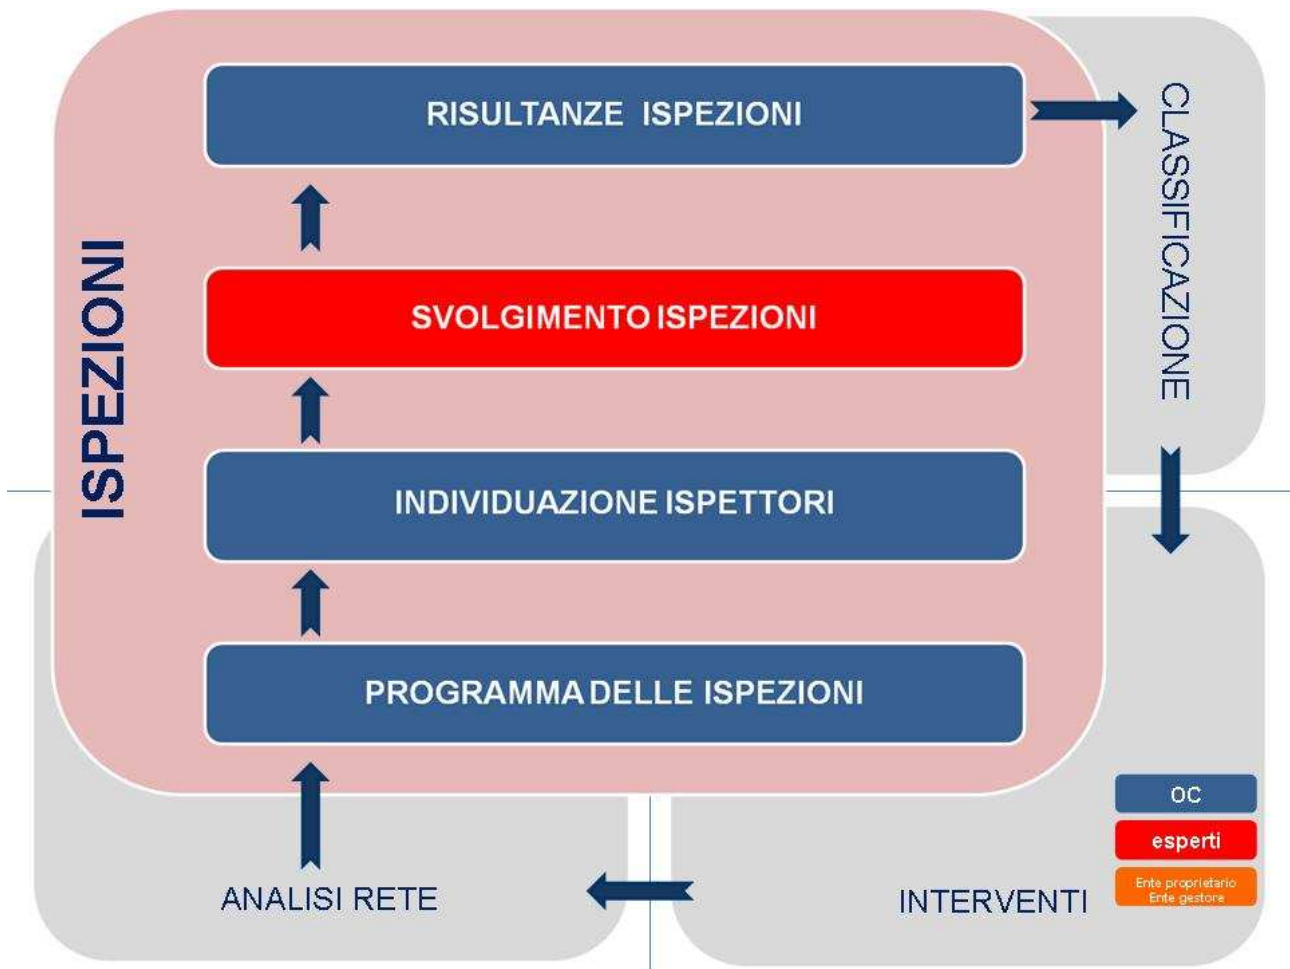 ISPEZIONI
RISULTANZE ISPEZIONI
SVOLGIMENTO ISPEZIONI
INDIVIDUAZIONE ISPETTORI
PROGRAMMA DELLE ISPEZIONI
CLASSIFICAZIONE
ANALISI RETE
INTERVENTI
OC
esperti
Ente proprietario
Ente gestore